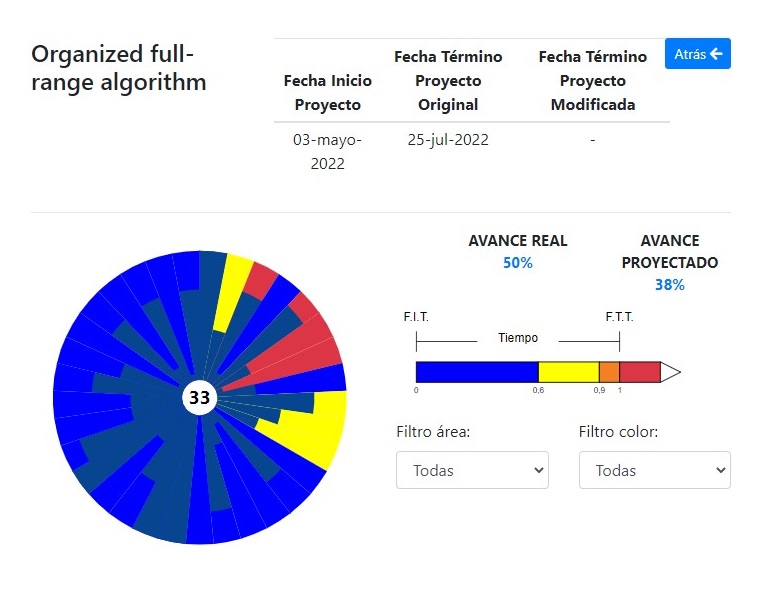 Organized full-
range algorithm
Fecha Inicio
Proyecto
Fecha Término
Proyecto
Original
Fecha Término
Proyecto
Modificada
Atrás
03-mayo-
2022
25-jul-2022
-
AVANCE REAL
50%
AVANCE
PROYECTADO
38%
F.I.T.
F.T.T.
Tiempo
0
0,6
0,9
1
33
Filtro área:
Todas
Filtro color:
Todas